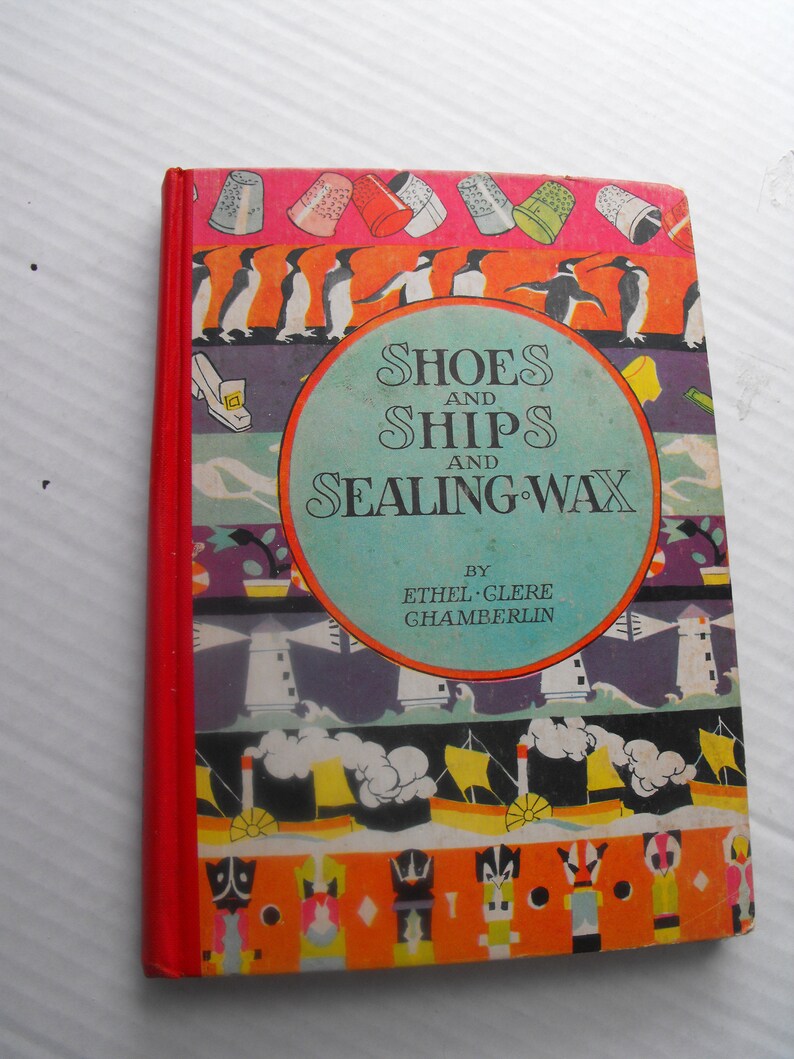 SHOES
AND
SHIPS
AND
SEALING·WAX
BY
ETHEL·CLERE
CHAMBERLIN